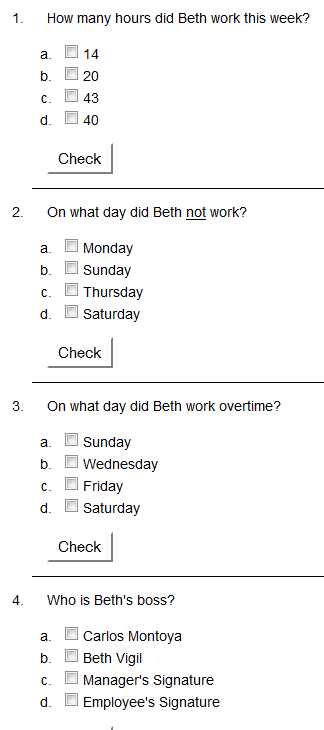 1. How many hours did Beth work this week?
a. 14
b. 20
c. 43
d. 40
Check
2. On what day did Beth not work?
a. Monday
b. Sunday
c. Thursday
d. Saturday
Check
3. On what day did Beth work overtime?
a. Sunday
b. Wednesday
c. Friday
d. Saturday
Check
4. Who is Beth's boss?
a. Carlos Montoya
b. Beth Vigil
c. Manager's Signature
d. Employee's Signature